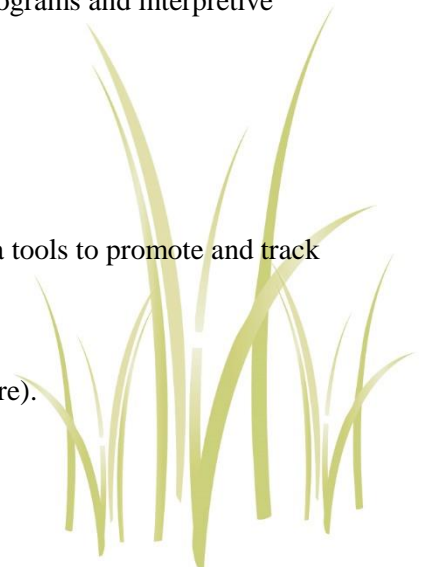 ograms and interpretive
a tools to promote and track
re).